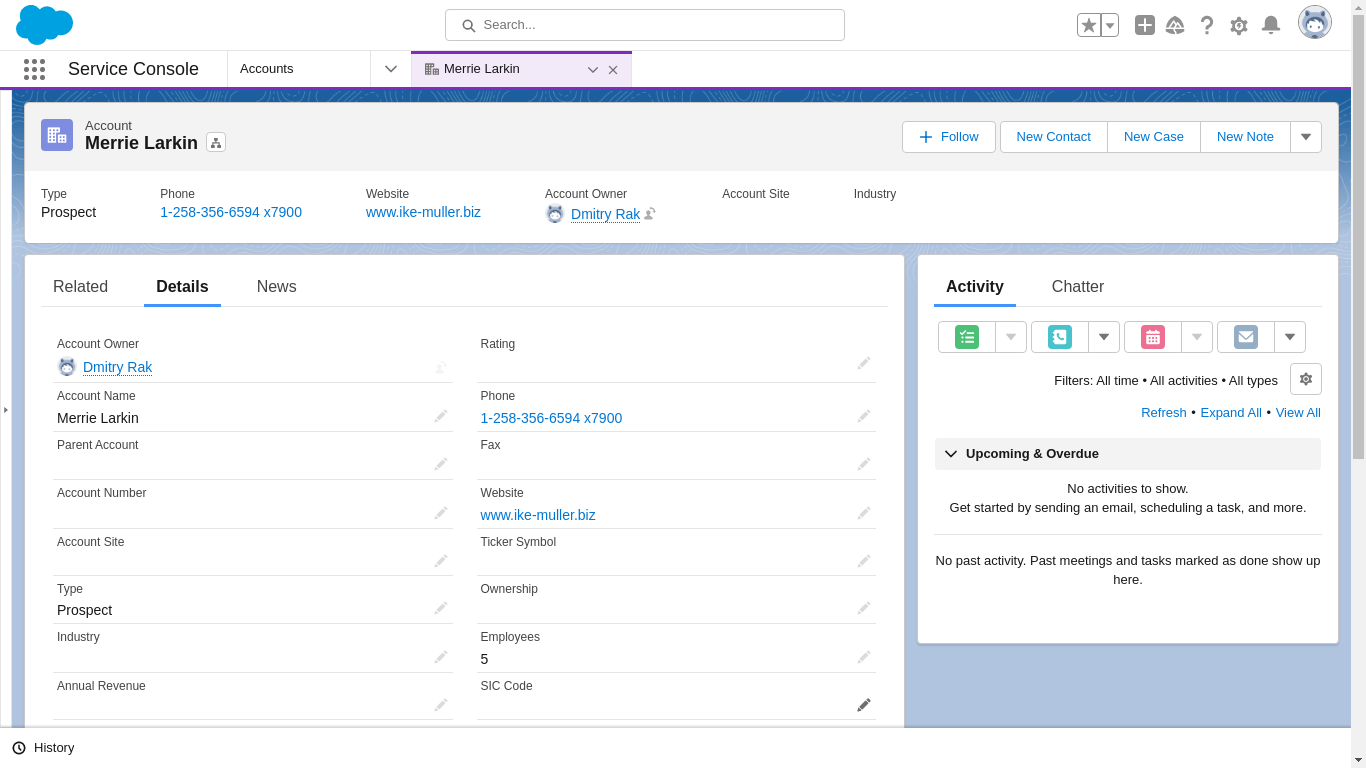 Search...
Service Console
Accounts
Merrie Larkin
Account
Merrie Larkin
Follow
New Contact
New Case
New Note
Type
Phone
Website
Account Owner
Account Site
Industry
Prospect
1-258-356-6594 x7900
www.ike-muller.biz
Dmitry Rak
Related
Details
News
Account Owner
Dmitry Rak
Rating
Account Name
Merrie Larkin
Phone
1-258-356-6594 x7900
Parent Account
Fax
Account Number
Website
www.ike-muller.biz
Account Site
Ticker Symbol
Type
Prospect
Ownership
Industry
Employees
5
Annual Revenue
SIC Code
Activity
Chatter
Filters: All time • All activities • All types
Refresh • Expand All • View All
Upcoming & Overdue
No activities to show.
Get started by sending an email, scheduling a task, and more.
No past activity. Past meetings and tasks marked as done show up
here.
History